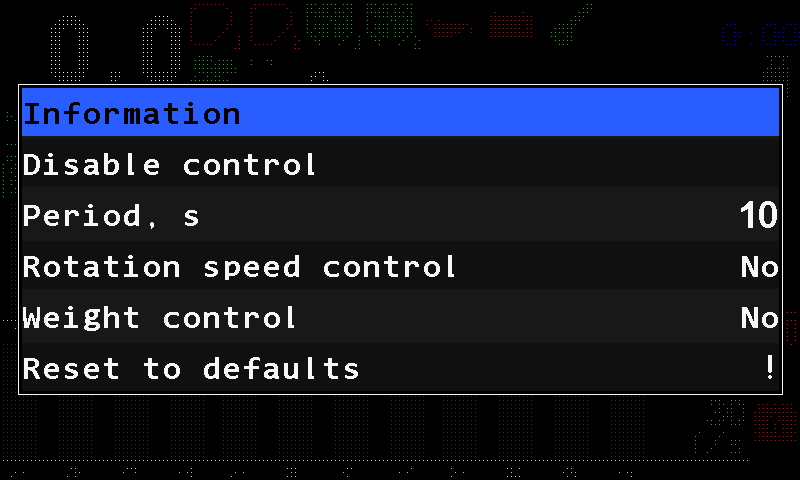 Information
Disable control
Period, s 10
Rotation speed control No
Weight control No
Reset to defaults !